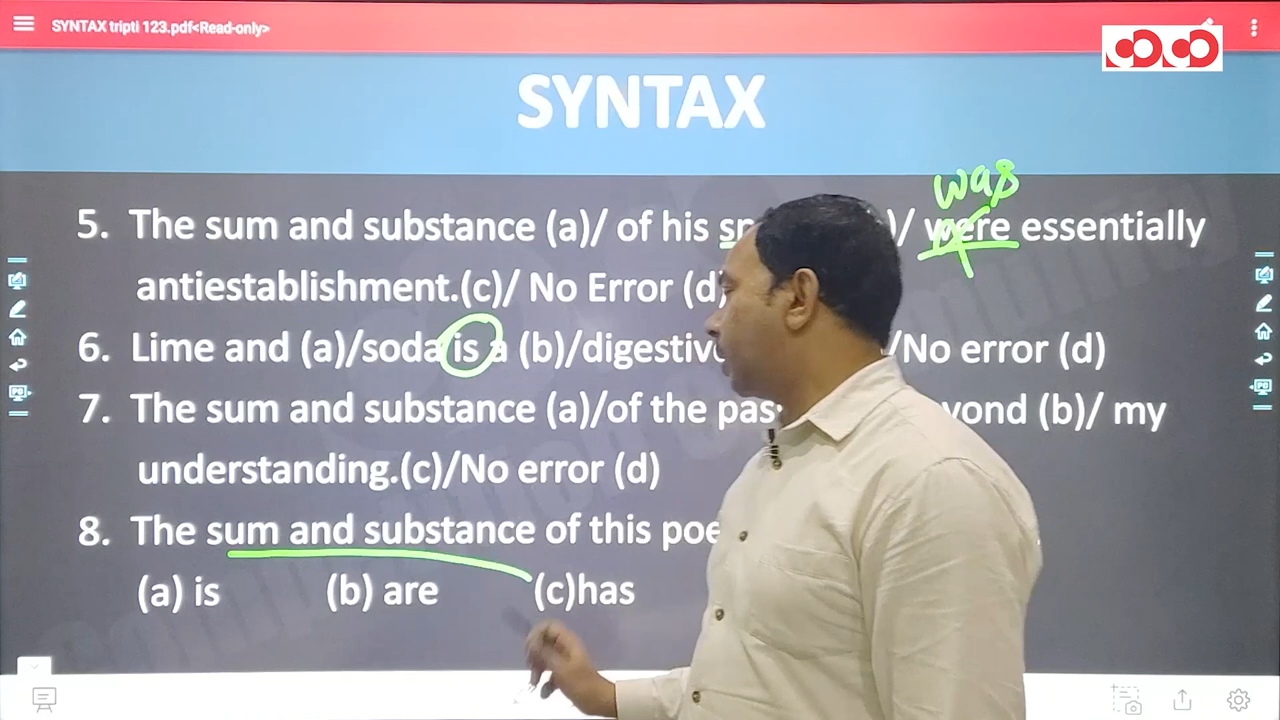 SYNTAX tripti 123.pdf<Read-only>
SYNTAX
was
5. The sum and substance (a)/ of his )/ were essentially
antiestablishment.(c)/ No Error (d)
6. Lime and (a)/soda is a (b)/ /No error (d)
7. The sum and substance (a)/of the (b)/ my
understanding.(c)/No error (d)
8. The sum and substance of this
(a) is (b) are (c)has